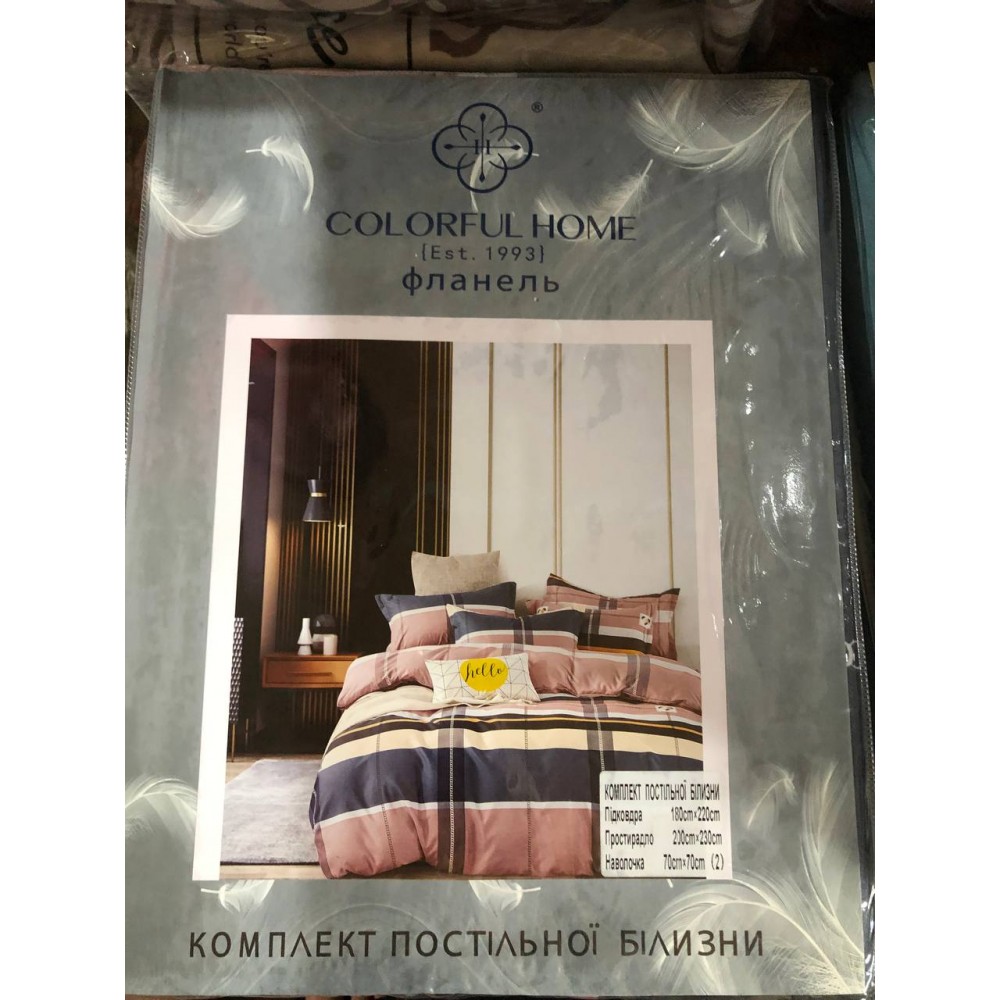 ®
COLORFUL HOME
{Est. 1993}
фланель
hello
КОМПЛЕКТ ПОСТІЛЬНОЇ БІЛИЗНИ
Підковдра 180cm×220cm
Простирадло 200cm×230cm
Наволочка 70cm×70cm (2)
КОМПЛЕКТ ПОСТІЛЬНОЇ БІЛИЗНИ